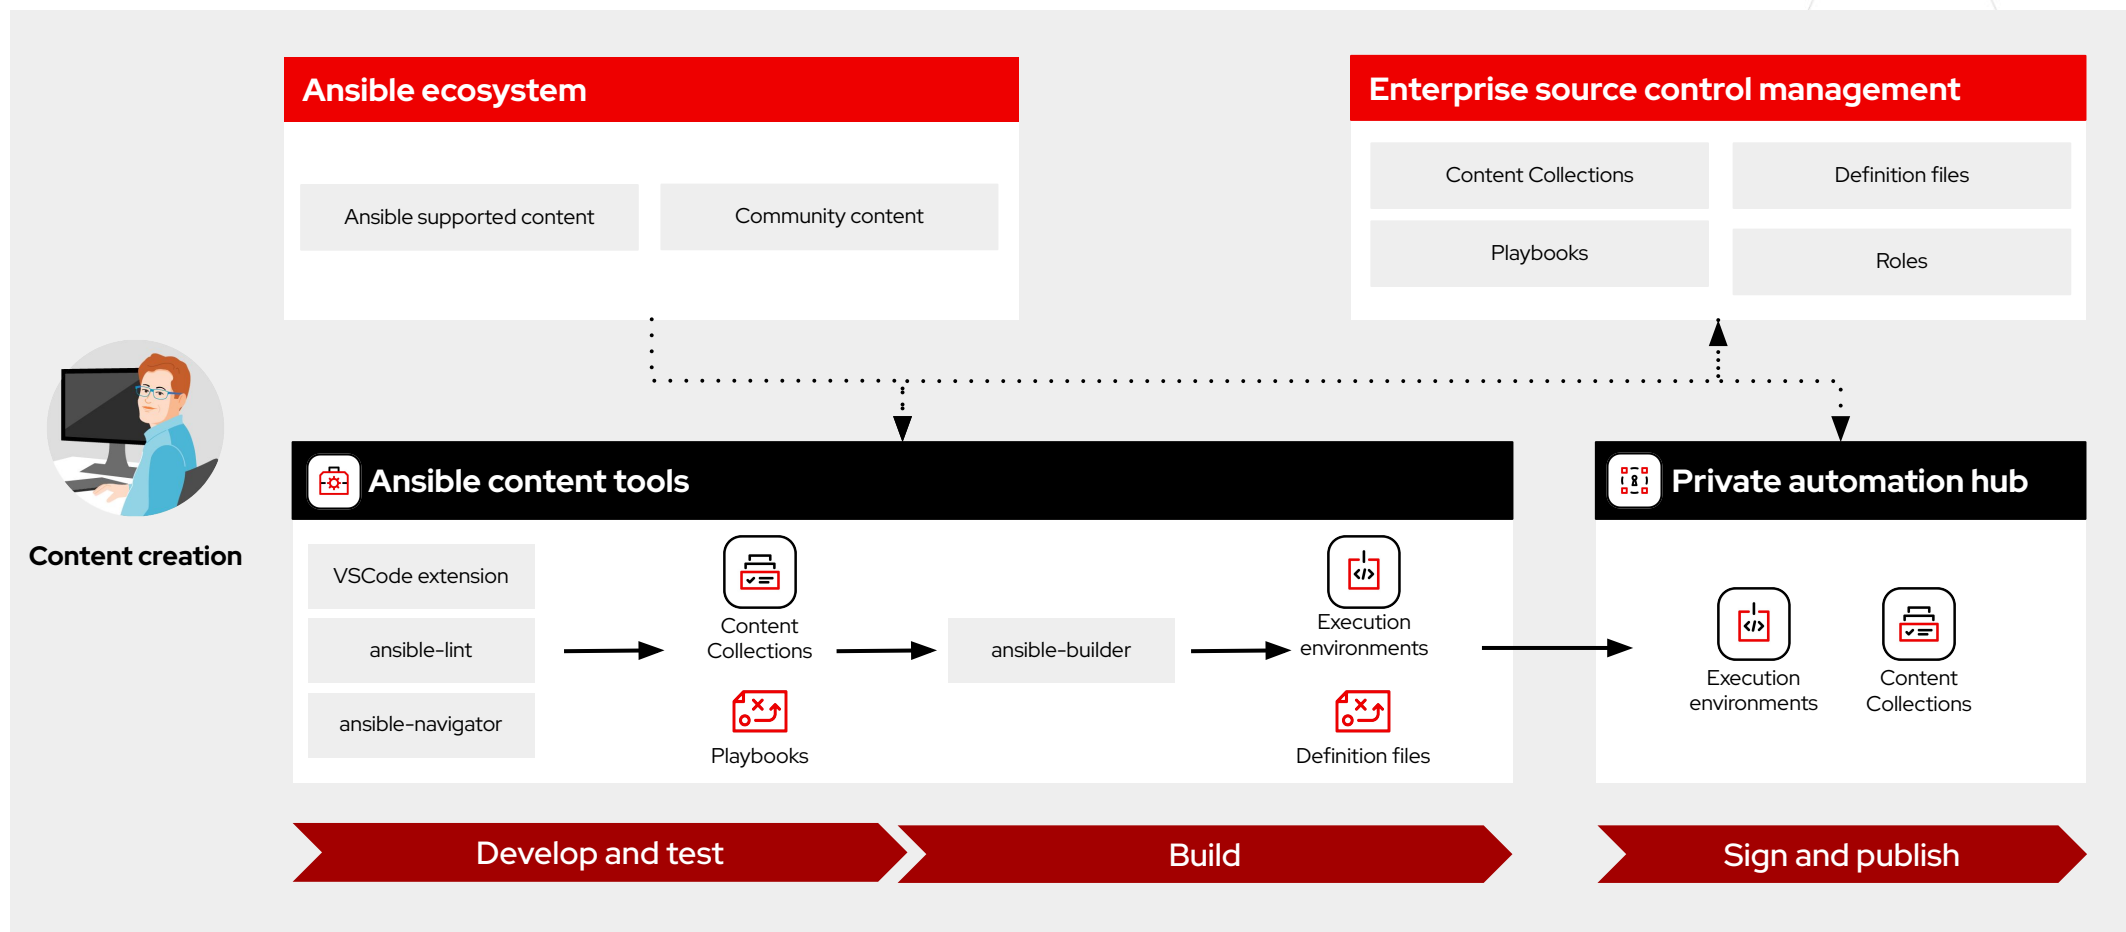 Ansible ecosystem
Ansible supported content
Community content
Enterprise source control management
Content Collections
Definition files
Playbooks
Roles
Content creation
Ansible content tools
VSCode extension
ansible-lint
ansible-navigator
Content
Collections
Playbooks
ansible-builder
Execution
environments
Definition files
Private automation hub
Execution
environments
Content
Collections
Develop and test
Build
Sign and publish